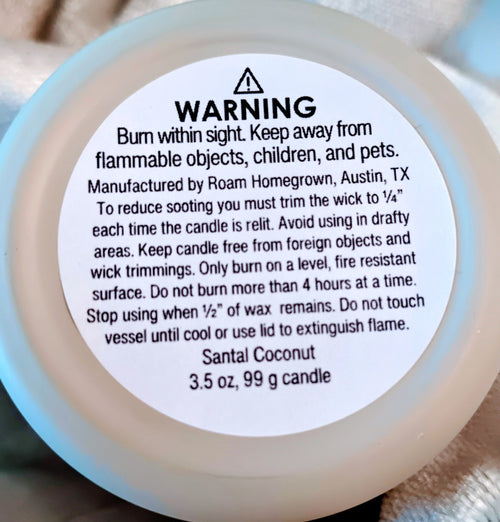 WARNING
Burn within sight. Keep away from
flammable objects, children, and pets.
Manufactured by Roam Homegrown, Austin, TX
To reduce sooting you must trim the wick to ¼”
each time the candle is relit. Avoid using in drafty
areas. Keep candle free from foreign objects and
wick trimmings. Only burn on a level, fire resistant
surface. Do not burn more than 4 hours at a time.
Stop using when ½” of wax remains. Do not touch
vessel until cool or use lid to extinguish flame.
Santal Coconut
3.5 oz, 99 g candle